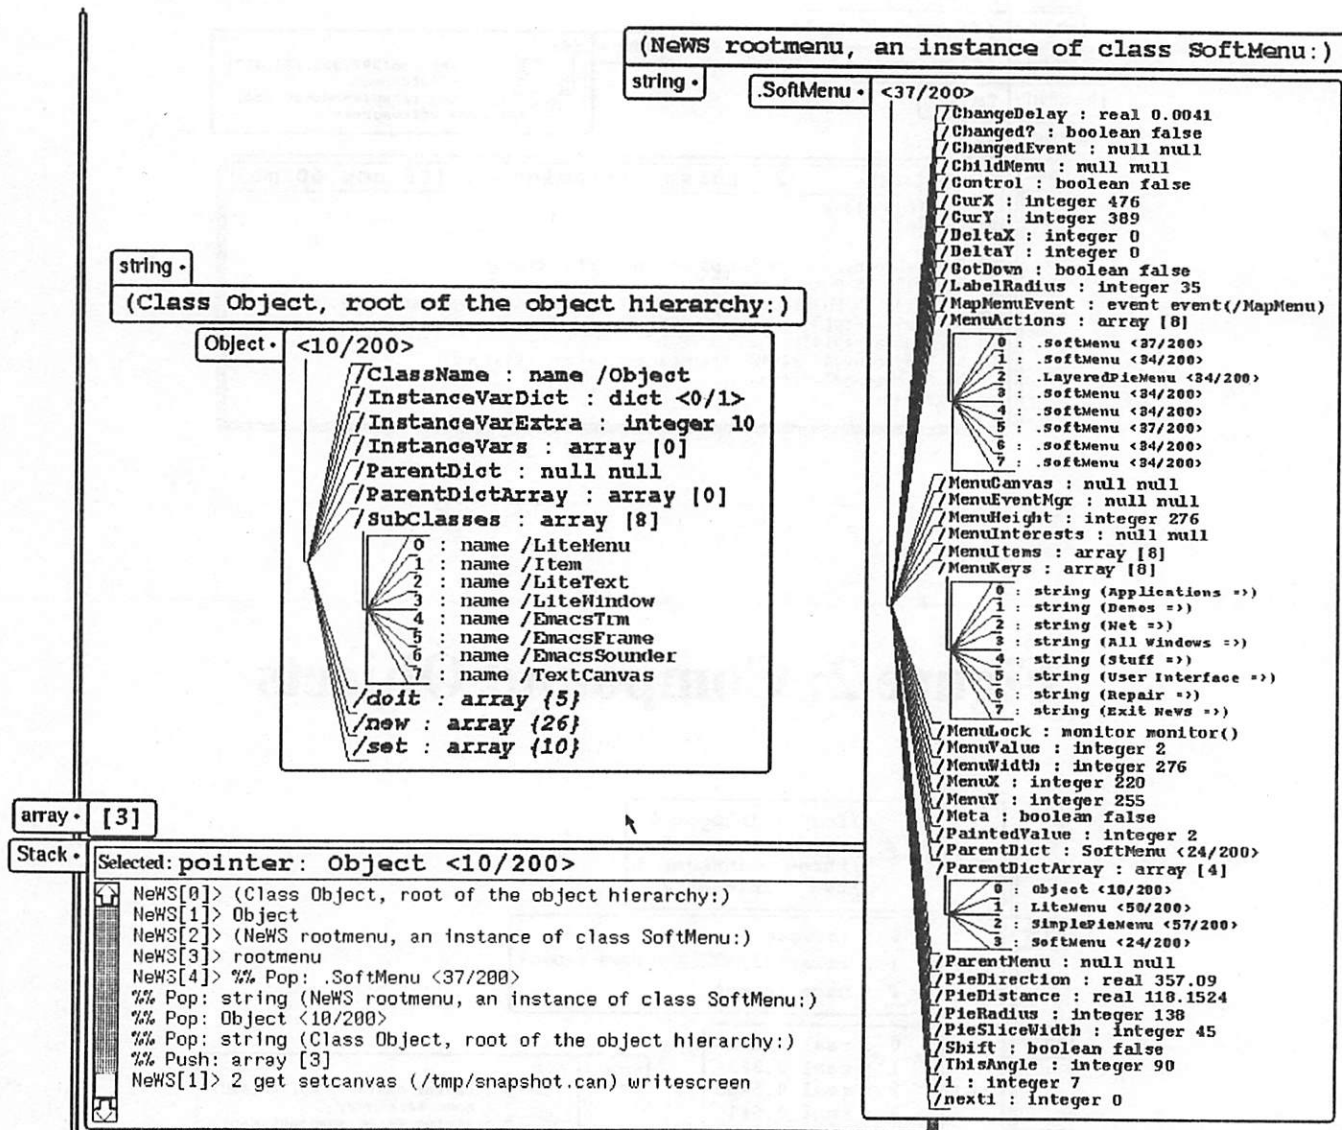 (NeWS rootmenu, an instance of class SoftMenu:)
string •
.SoftMenu • <37/200>
/ChangeDelay : real 0.0041
/Changed? : boolean false
/ChangedEvent : null null
/ChildMenu : null null
/Control : boolean false
/CurX : integer 476
/CurY : integer 389
/DeltaX : integer 0
/DeltaY : integer 0
/GotDown : boolean false
/LabelRadius : integer 35
/MapMenuEvent : event event(/MapMenu)
/MenuActions : array [8]
0 : .SoftMenu <37/200>
1 : .SoftMenu <34/200>
2 : .LayeredPieMenu <34/200>
3 : .SoftMenu <34/200>
4 : .SoftMenu <34/200>
5 : .SoftMenu <37/200>
6 : .SoftMenu <34/200>
7 : .SoftMenu <34/200>
/MenuCanvas : null null
/MenuEventMgr : null null
/MenuHeight : integer 276
/MenuInterests : null null
/MenuItems : array [8]
/MenuKeys : array [8]
0 : string (Applications =>)
1 : string (Demos =>)
2 : string (Net =>)
3 : string (All Windows =>)
4 : string (Stuff =>)
5 : string (User Interface =>)
6 : string (Repair =>)
7 : string (Exit NeWS =>)
/MenuLock : monitor monitor()
/MenuValue : integer 2
/MenuWidth : integer 276
/MenuX : integer 220
/MenuY : integer 255
/Meta : boolean false
/PaintedValue : integer 2
/ParentDict : SoftMenu <24/200>
/ParentDictArray : array [4]
0 : Object <10/200>
1 : LiteMenu <50/200>
2 : SimplePieMenu <57/200>
3 : SoftMenu <24/200>
/ParentMenu : null null
/PieDirection : real 357.09
/PieDistance : real 118.1524
/PieRadius : integer 138
/PieSliceWidth : integer 45
/Shift : boolean false
/ThisAngle : integer 90
/i : integer 7
/nexti : integer 0
string •
(Class Object, root of the object hierarchy:)
Object • <10/200>
/ClassName : name /Object
/InstanceVarDict : dict <0/1>
/InstanceVarExtra : integer 10
/InstanceVars : array [0]
/ParentDict : null null
/ParentDictArray : array [0]
/SubClasses : array [8]
0 : name /LiteMenu
1 : name /Item
2 : name /LiteText
3 : name /LiteWindow
4 : name /EmacsTrm
5 : name /EmacsFrame
6 : name /EmacsSounder
7 : name /TextCanvas
/doit : array {5}
/new : array {26}
/set : array {10}
array • [3]
Stack • Selected: pointer: Object <10/200>
NeWS[0]> (Class Object, root of the object hierarchy:)
NeWS[1]> Object
NeWS[2]> (NeWS rootmenu, an instance of class SoftMenu:)
NeWS[3]> rootmenu
NeWS[4]> %% Pop: .SoftMenu <37/200>
%% Pop: string (NeWS rootmenu, an instance of class SoftMenu:)
%% Pop: Object <10/200>
%% Pop: string (Class Object, root of the object hierarchy:)
%% Push: array [3]
NeWS[1]> 2 get setcanvas (/tmp/snapshot.can) writescreen